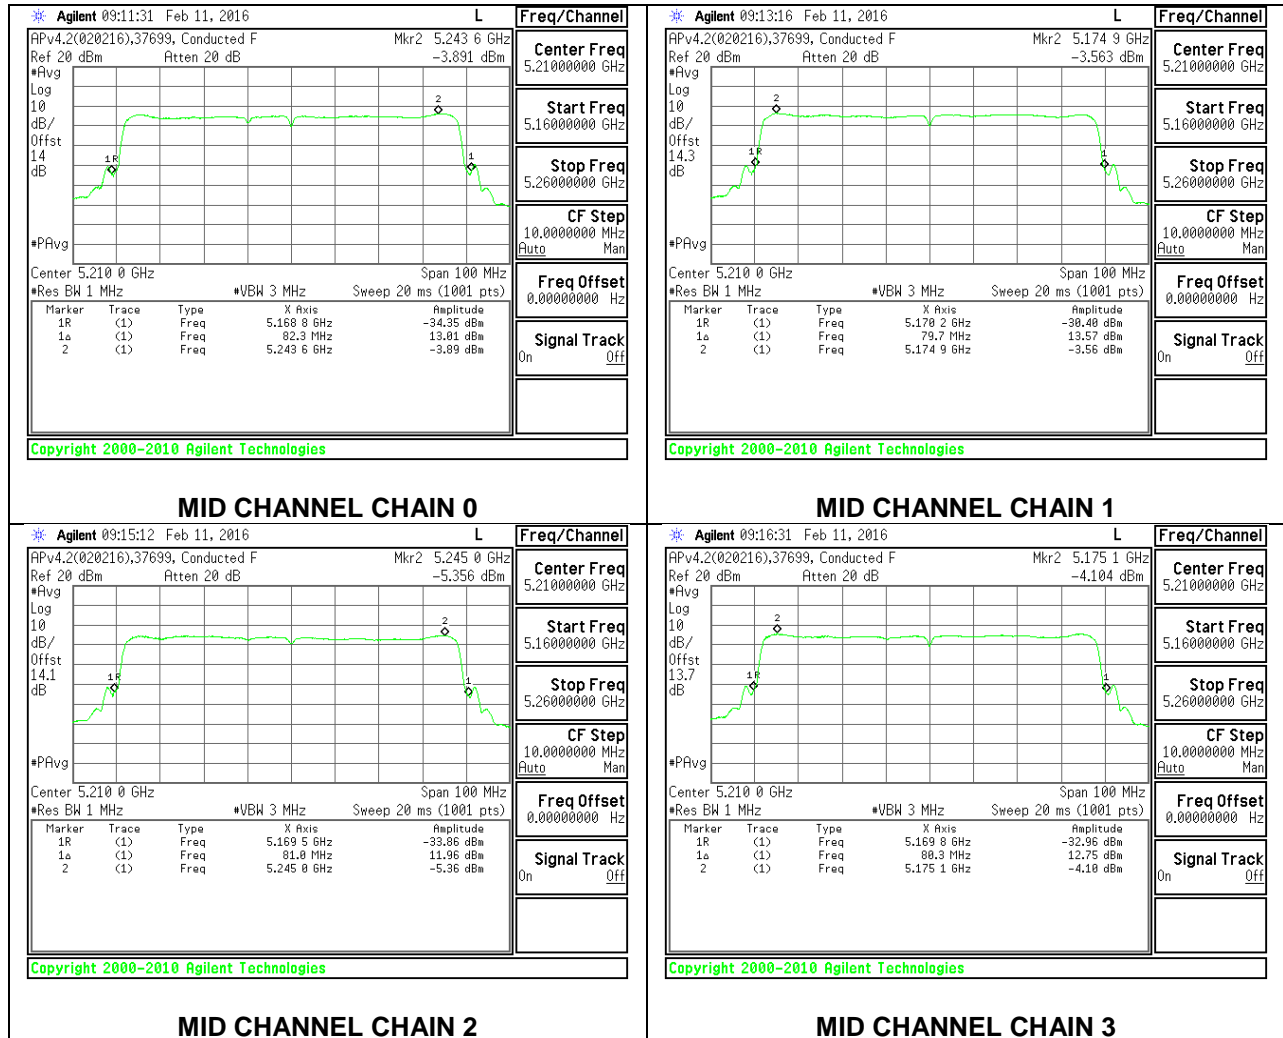 Agilent 09:11:31 Feb 11, 2016 L Freq/Channel
APv4.2(020216),37699, Conducted F Mkr2 5.243 6 GHz
Ref 20 dBm Atten 20 dB -3.891 dBm
#Avg
Log
10
dB/
Offst
14
dB
#PAvg
1R
2
1
Center 5.210 0 GHz Span 100 MHz
#Res BW 1 MHz #VBW 3 MHz Sweep 20 ms (1001 pts)
Marker Trace Type X Axis Amplitude
1R (1) Freq 5.168 8 GHz -34.35 dBm
1Δ (1) Freq 82.3 MHz 13.01 dBm
2 (1) Freq 5.243 6 GHz -3.89 dBm
Center Freq
5.21000000 GHz
Start Freq
5.16000000 GHz
Stop Freq
5.26000000 GHz
CF Step
10.0000000 MHz
Auto Man
Freq Offset
0.00000000 Hz
Signal Track
On Off
Copyright 2000-2010 Agilent Technologies
MID CHANNEL CHAIN 0
Agilent 09:13:16 Feb 11, 2016 L Freq/Channel
APv4.2(020216),37699, Conducted F Mkr2 5.174 9 GHz
Ref 20 dBm Atten 20 dB -3.563 dBm
#Avg
Log
10
dB/
Offst
14.3
dB
#PAvg
1R
2
1
Center 5.210 0 GHz Span 100 MHz
#Res BW 1 MHz #VBW 3 MHz Sweep 20 ms (1001 pts)
Marker Trace Type X Axis Amplitude
1R (1) Freq 5.170 2 GHz -30.40 dBm
1Δ (1) Freq 79.7 MHz 13.57 dBm
2 (1) Freq 5.174 9 GHz -3.56 dBm
Center Freq
5.21000000 GHz
Start Freq
5.16000000 GHz
Stop Freq
5.26000000 GHz
CF Step
10.0000000 MHz
Auto Man
Freq Offset
0.00000000 Hz
Signal Track
On Off
Copyright 2000-2010 Agilent Technologies
MID CHANNEL CHAIN 1
Agilent 09:15:12 Feb 11, 2016 L Freq/Channel
APv4.2(020216),37699, Conducted F Mkr2 5.245 0 GHz
Ref 20 dBm Atten 20 dB -5.356 dBm
#Avg
Log
10
dB/
Offst
14.1
dB
#PAvg
1R
2
1
Center 5.210 0 GHz Span 100 MHz
#Res BW 1 MHz #VBW 3 MHz Sweep 20 ms (1001 pts)
Marker Trace Type X Axis Amplitude
1R (1) Freq 5.169 5 GHz -33.86 dBm
1Δ (1) Freq 81.0 MHz 11.96 dBm
2 (1) Freq 5.245 0 GHz -5.36 dBm
Center Freq
5.21000000 GHz
Start Freq
5.16000000 GHz
Stop Freq
5.26000000 GHz
CF Step
10.0000000 MHz
Auto Man
Freq Offset
0.00000000 Hz
Signal Track
On Off
Copyright 2000-2010 Agilent Technologies
MID CHANNEL CHAIN 2
Agilent 09:16:31 Feb 11, 2016 L Freq/Channel
APv4.2(020216),37699, Conducted F Mkr2 5.175 1 GHz
Ref 20 dBm Atten 20 dB -4.104 dBm
#Avg
Log
10
dB/
Offst
13.7
dB
#PAvg
1R
2
1
Center 5.210 0 GHz Span 100 MHz
#Res BW 1 MHz #VBW 3 MHz Sweep 20 ms (1001 pts)
Marker Trace Type X Axis Amplitude
1R (1) Freq 5.169 8 GHz -32.96 dBm
1Δ (1) Freq 80.3 MHz 12.75 dBm
2 (1) Freq 5.175 1 GHz -4.10 dBm
Center Freq
5.21000000 GHz
Start Freq
5.16000000 GHz
Stop Freq
5.26000000 GHz
CF Step
10.0000000 MHz
Auto Man
Freq Offset
0.00000000 Hz
Signal Track
On Off
Copyright 2000-2010 Agilent Technologies
MID CHANNEL CHAIN 3